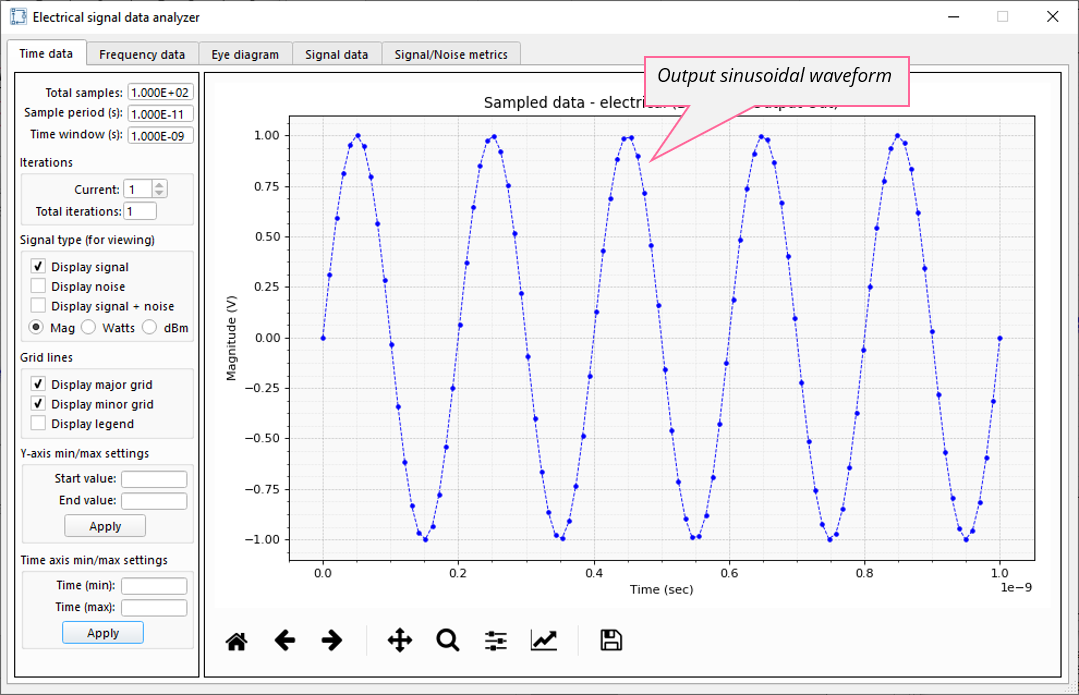 Electrical signal data analyzer
Time data Frequency data Eye diagram Signal data Signal/Noise metrics
Total samples: 1.000E+02
Sample period (s): 1.000E-11
Time window (s): 1.000E-09
Iterations
Current: 1
Total iterations: 1
Signal type (for viewing)
Display signal
Display noise
Display signal + noise
Mag Watts dBm
Grid lines
Display major grid
Display minor grid
Display legend
Y-axis min/max settings
Start value:
End value:
Apply
Time axis min/max settings
Time (min):
Time (max):
Apply
Output sinusoidal waveform
Sampled data - electrical
1.00
0.75
0.50
0.25
0.00
−0.25
−0.50
−0.75
−1.00
Magnitude (V)
0.0 0.2 0.4 0.6 0.8 1.0
1e−9
Time (sec)